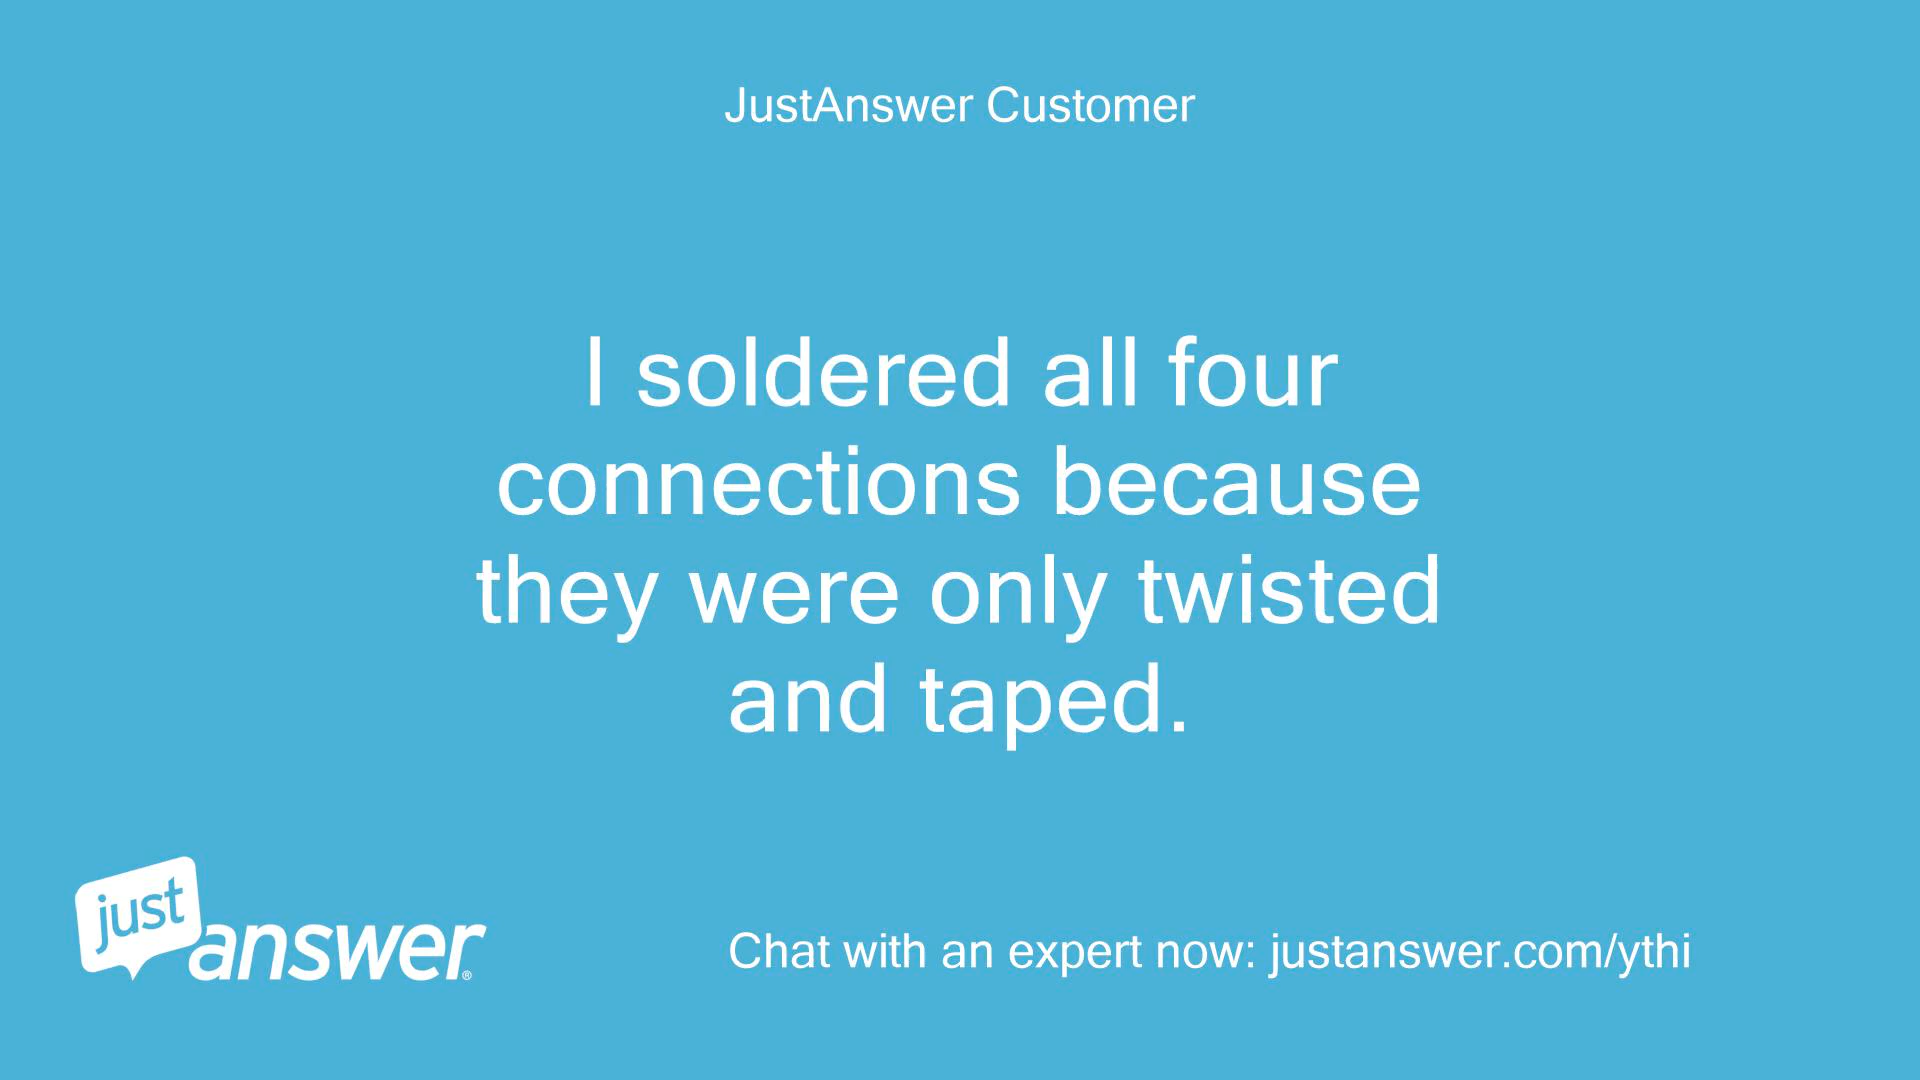 JustAnswer Customer
I soldered all four
connections because
they were only twisted
and taped.
just
answer®
Chat with an expert now: justanswer.com/ythi